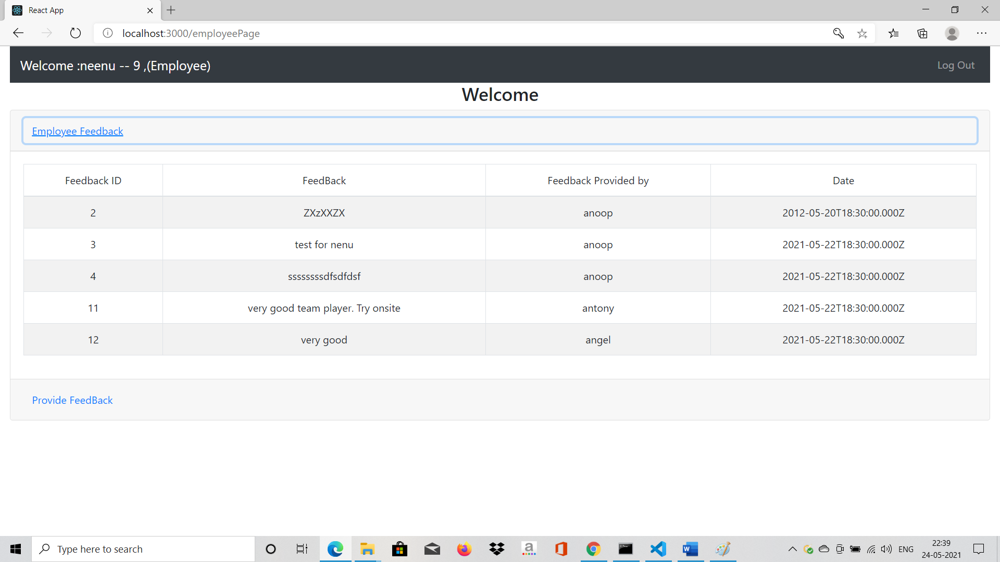 React App
localhost:3000/employeePage
Welcome :neenu -- 9 ,(Employee)
Log Out
Welcome
Employee Feedback
Feedback ID FeedBack Feedback Provided by Date
2 ZXzXXZX anoop 2012-05-20T18:30:00.000Z
3 test for nenu anoop 2021-05-22T18:30:00.000Z
4 ssssssssdfsdfdsf anoop 2021-05-22T18:30:00.000Z
11 very good team player. Try onsite antony 2021-05-22T18:30:00.000Z
12 very good angel 2021-05-22T18:30:00.000Z
Provide FeedBack
Type here to search
a
W
ENG
22:39
24-05-2021